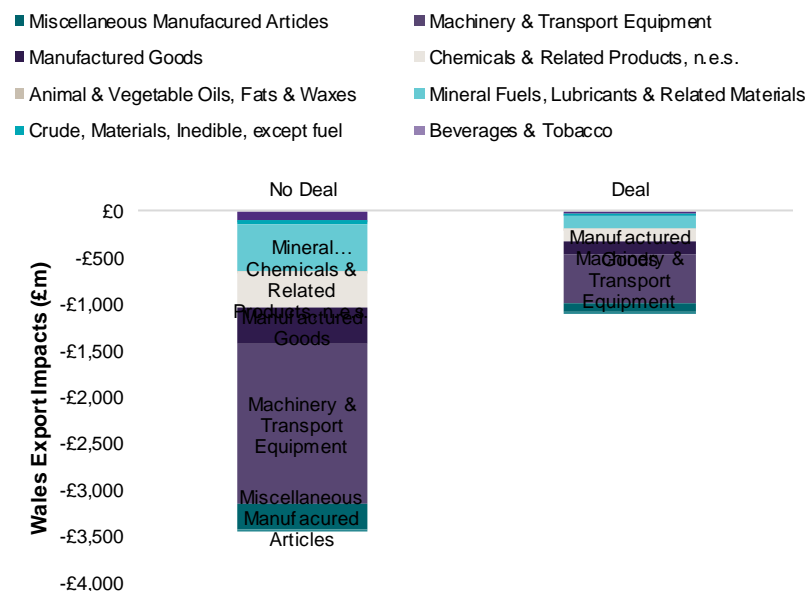 Miscellaneous Manufacured Articles
Machinery & Transport Equipment
Manufactured Goods
Chemicals & Related Products, n.e.s.
Animal & Vegetable Oils, Fats & Waxes
Mineral Fuels, Lubricants & Related Materials
Crude, Materials, Inedible, except fuel
Beverages & Tobacco
No Deal
Deal
Wales Export Impacts (£m)
£0
-£500
-£1,000
-£1,500
-£2,000
-£2,500
-£3,000
-£3,500
-£4,000
Mineral…
Chemicals &
Related
Products, n.e.s.
Manufactured
Goods
Machinery &
Transport
Equipment
Miscellaneous
Manufacured
Articles
Manufactured
Goods
Machinery &
Transport
Equipment